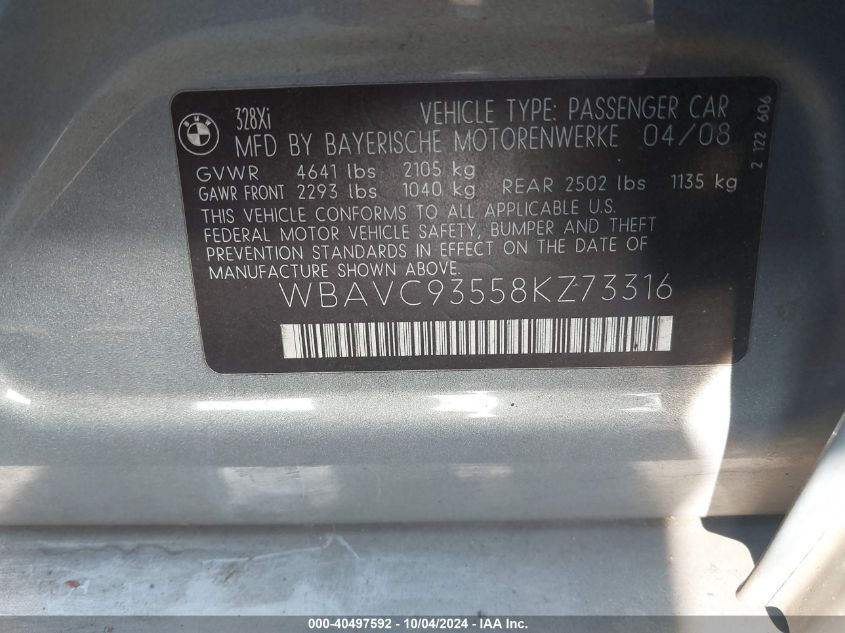 BMW
328Xi
VEHICLE TYPE: PASSENGER CAR
MFD BY BAYERISCHE MOTORENWERKE 04/08
GVWR 4641 lbs 2105 kg
GAWR FRONT 2293 lbs 1040 kg REAR 2502 lbs 1135 kg
THIS VEHICLE CONFORMS TO ALL APPLICABLE U.S.
FEDERAL MOTOR VEHICLE SAFETY, BUMPER AND THEFT
PREVENTION STANDARDS IN EFFECT ON THE DATE OF
MANUFACTURE SHOWN ABOVE.
WBAVC93558KZ73316
2 122 606
000-40497592 - 10/04/2024 - IAA Inc.